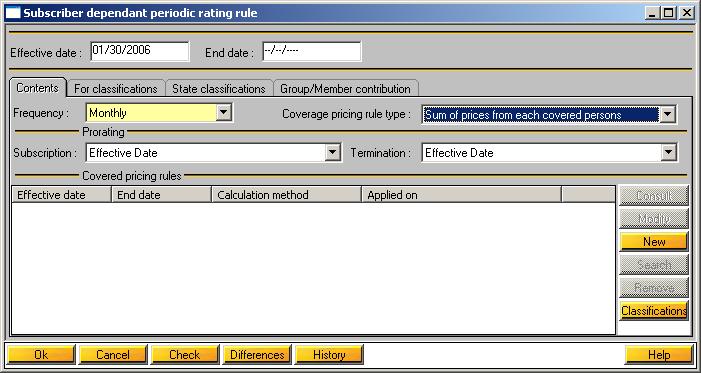 Subscriber dependant periodic rating rule
Effective date : 01/30/2006 End date : --/--/----
Contents For classifications State classifications Group/Member contribution
Frequency : Monthly Coverage pricing rule type : Sum of prices from each covered persons
Prorating
Subscription : Effective Date Termination : Effective Date
Covered pricing rules
Effective date End date Calculation method Applied on
Consult
Modify
New
Search
Remove
Classifications
Ok Cancel Check Differences History Help